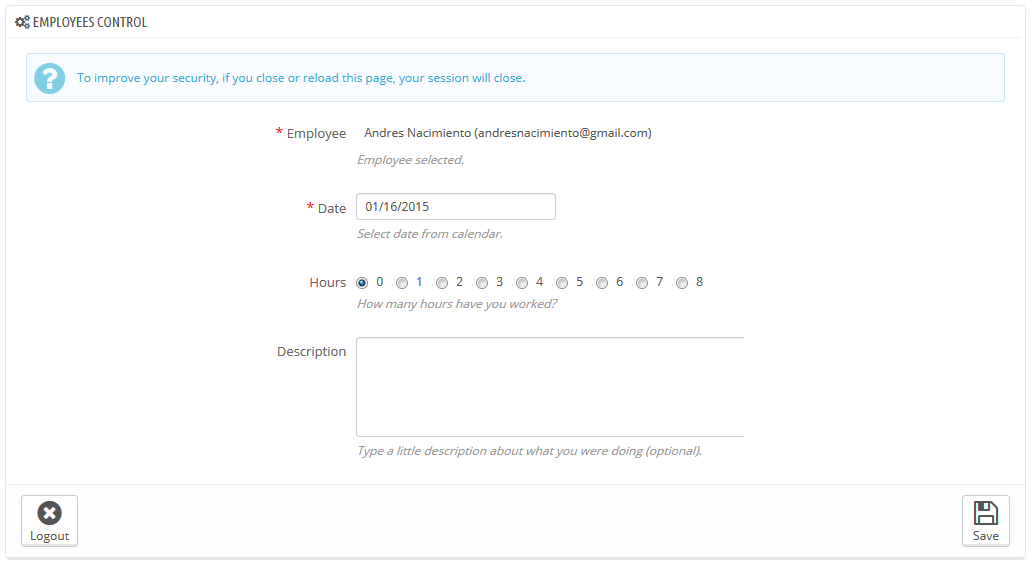 EMPLOYEES CONTROL
To improve your security, if you close or reload this page, your session will close.
* Employee Andres Nacimiento (andresnacimiento@gmail.com)
Employee selected.
* Date 01/16/2015
Select date from calendar.
Hours 0 1 2 3 4 5 6 7 8
How many hours have you worked?
Description
Type a little description about what you were doing (optional).
Logout Save